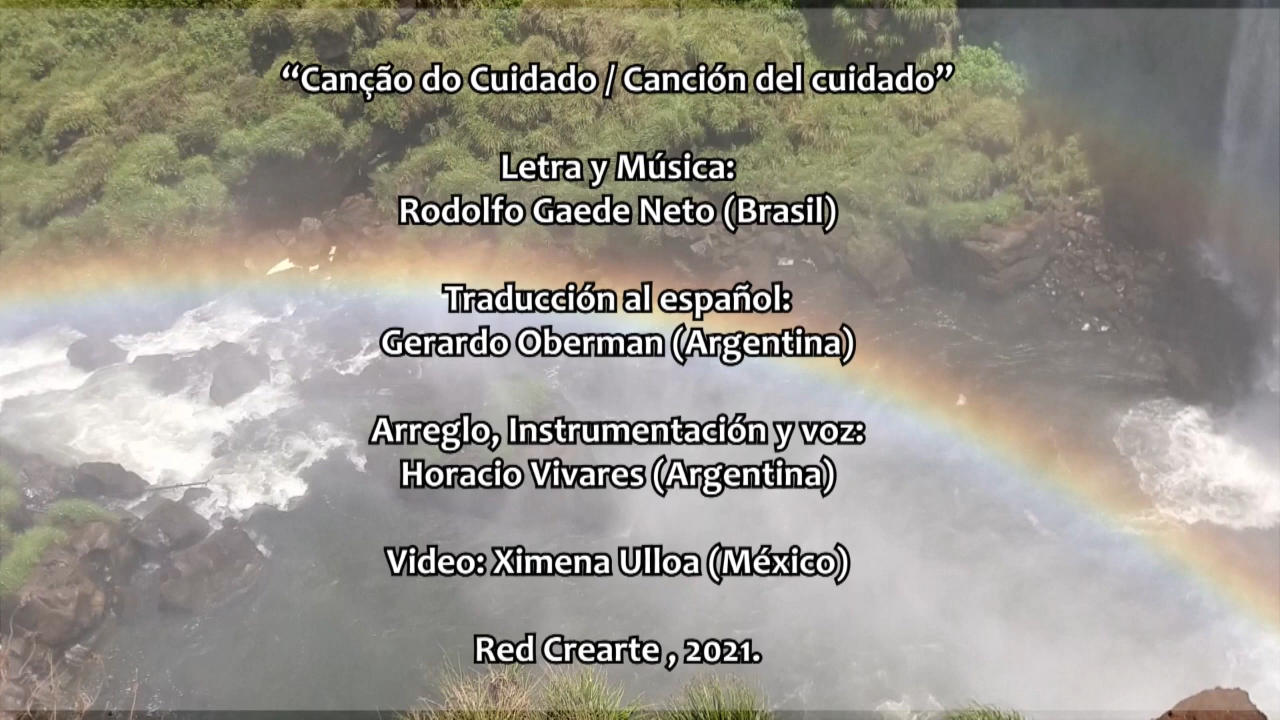 “Canção do Cuidado / Canción del cuidado”
Letra y Música:
Rodolfo Gaede Neto (Brasil)
Traducción al español:
Gerardo Oberman (Argentina)
Arreglo, Instrumentación y voz:
Horacio Vivares (Argentina)
Video: Ximena Ulloa (México)
Red Crearte , 2021.